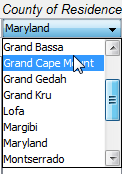 County of Residence
Maryland
Grand Bassa
Grand Cape Mount
Grand Gedah
Grand Kru
Lofa
Margibi
Maryland
Montserrado